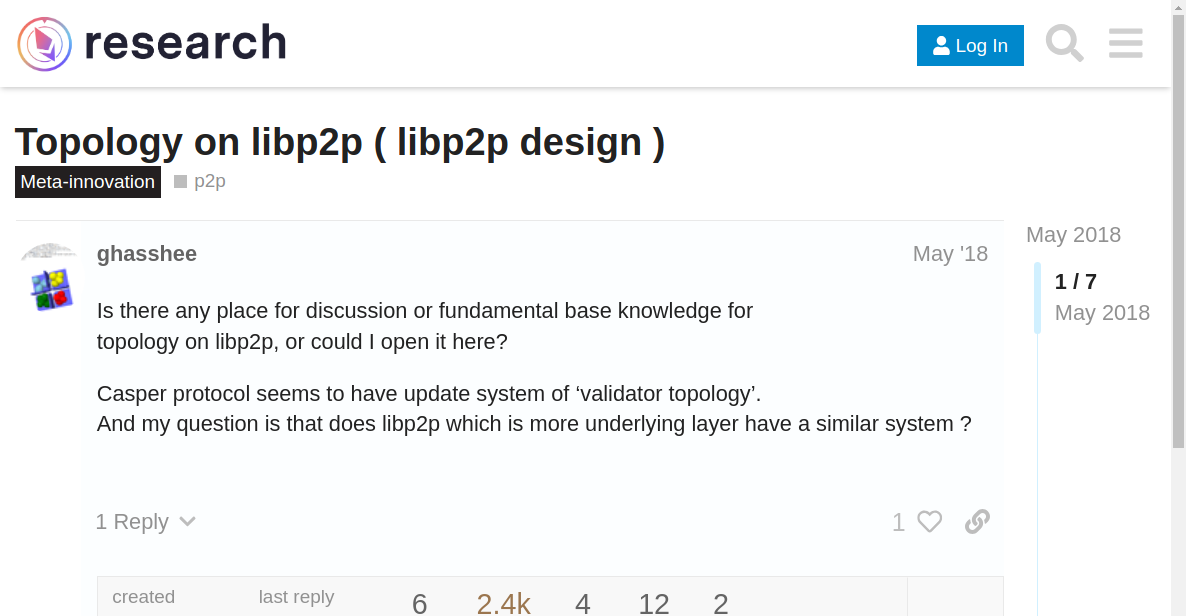 research
Log In
Topology on libp2p ( libp2p design )
Meta-innovation p2p
ghasshee May '18
May 2018
1 / 7
May 2018
Is there any place for discussion or fundamental base knowledge for
topology on libp2p, or could I open it here?
Casper protocol seems to have update system of ‘validator topology’.
And my question is that does libp2p which is more underlying layer have a similar system ?
1 Reply 1
created last reply 6 2.4k 4 12 2